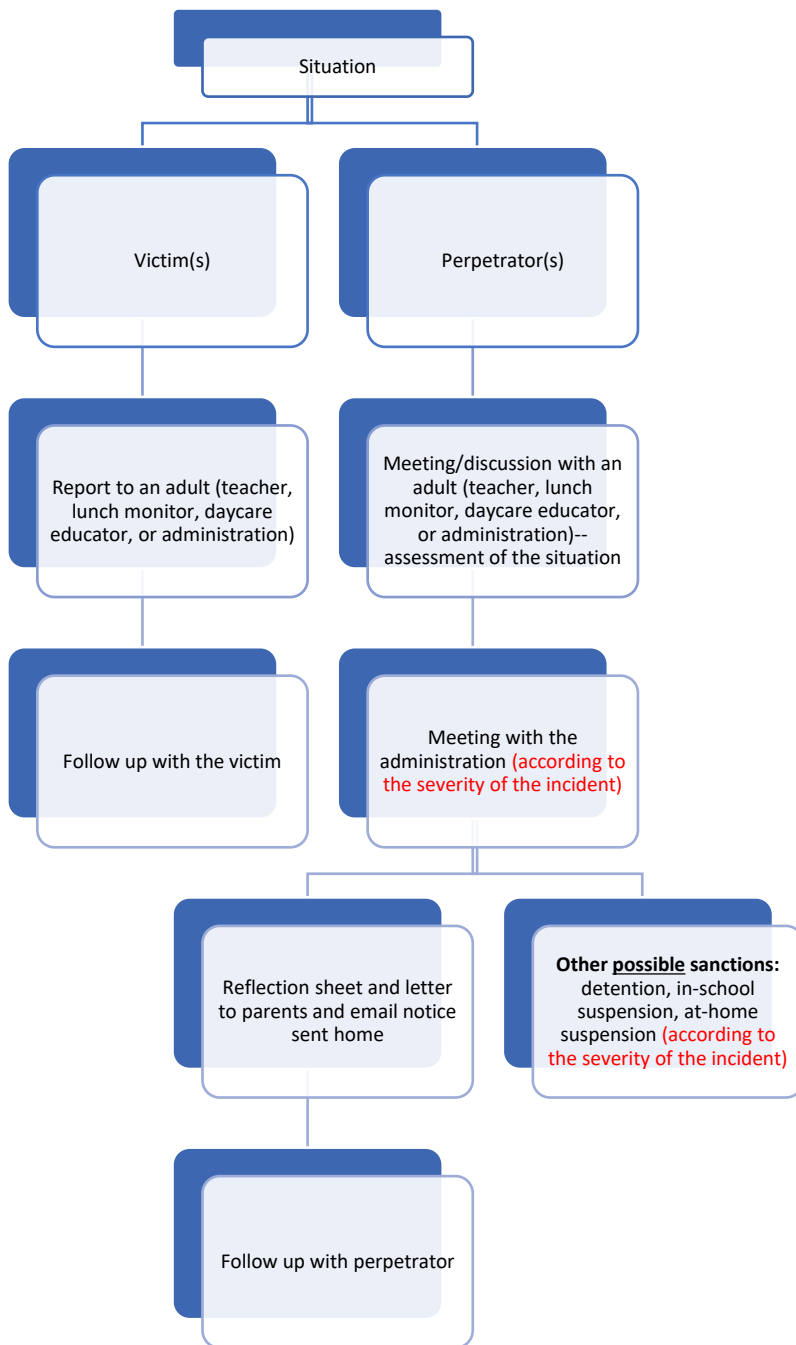 Situation
Victim(s)
Perpetrator(s)
Report to an adult (teacher,
lunch monitor, daycare
educator, or administration)
Meeting/discussion with an
adult (teacher, lunch
monitor, daycare educator,
or administration)--
assessment of the situation
Follow up with the victim
Meeting with the
administration (according to
the severity of the incident)
Reflection sheet and letter
to parents and email notice
sent home
Other possible sanctions:
detention, in-school
suspension, at-home
suspension (according to
the severity of the incident)
Follow up with perpetrator